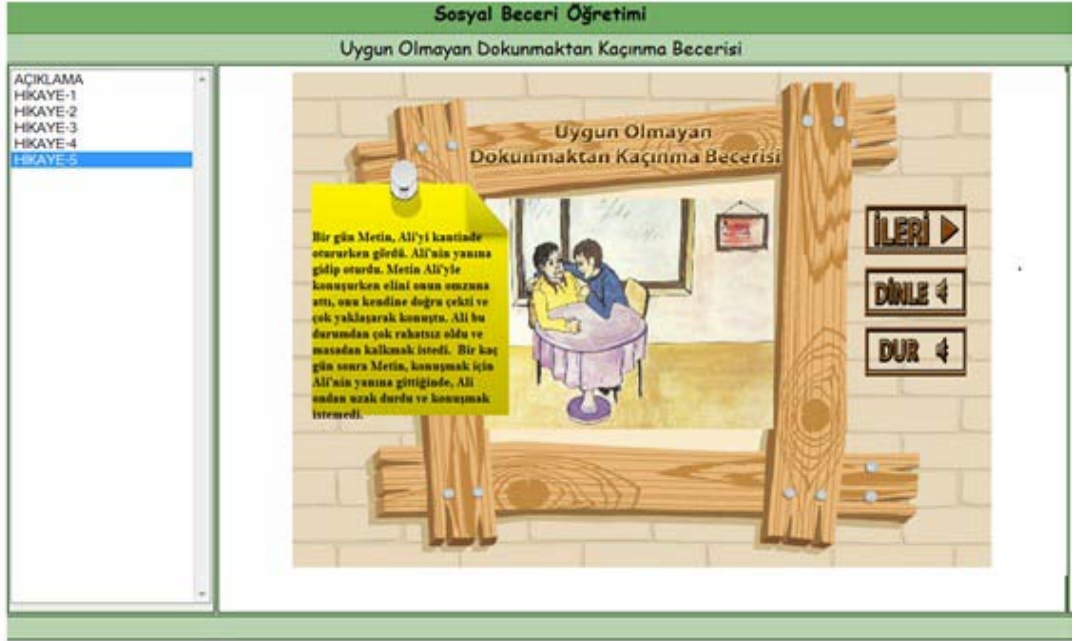 Sosyal Beceri Öğretimi
Uygun Olmayan Dokunmaktan Kaçınma Becerisi
AÇIKLAMA
HİKAYE-1
HİKAYE-2
HİKAYE-3
HİKAYE-4
HİKAYE-5
Uygun Olmayan
Dokunmaktan Kaçınma Becerisi
Bir gün Metin, Ali'yi kantinde
otururken gördü. Ali'nin yanına
gidip oturdu. Metin Ali'yle
konuşurken elini onun omzuna
attı, onu kendine doğru çekti ve
çok yaklaşarak konuştu. Ali bu
durumdan çok rahatsız oldu ve
masadan kalkmak istedi. Bir kaç
gün sonra Metin, konuşmak için
Ali'nin yanına gittiğinde, Ali
ondan uzak durdu ve konuşmak
istemedi.
İLERİ
DİNLE
DUR